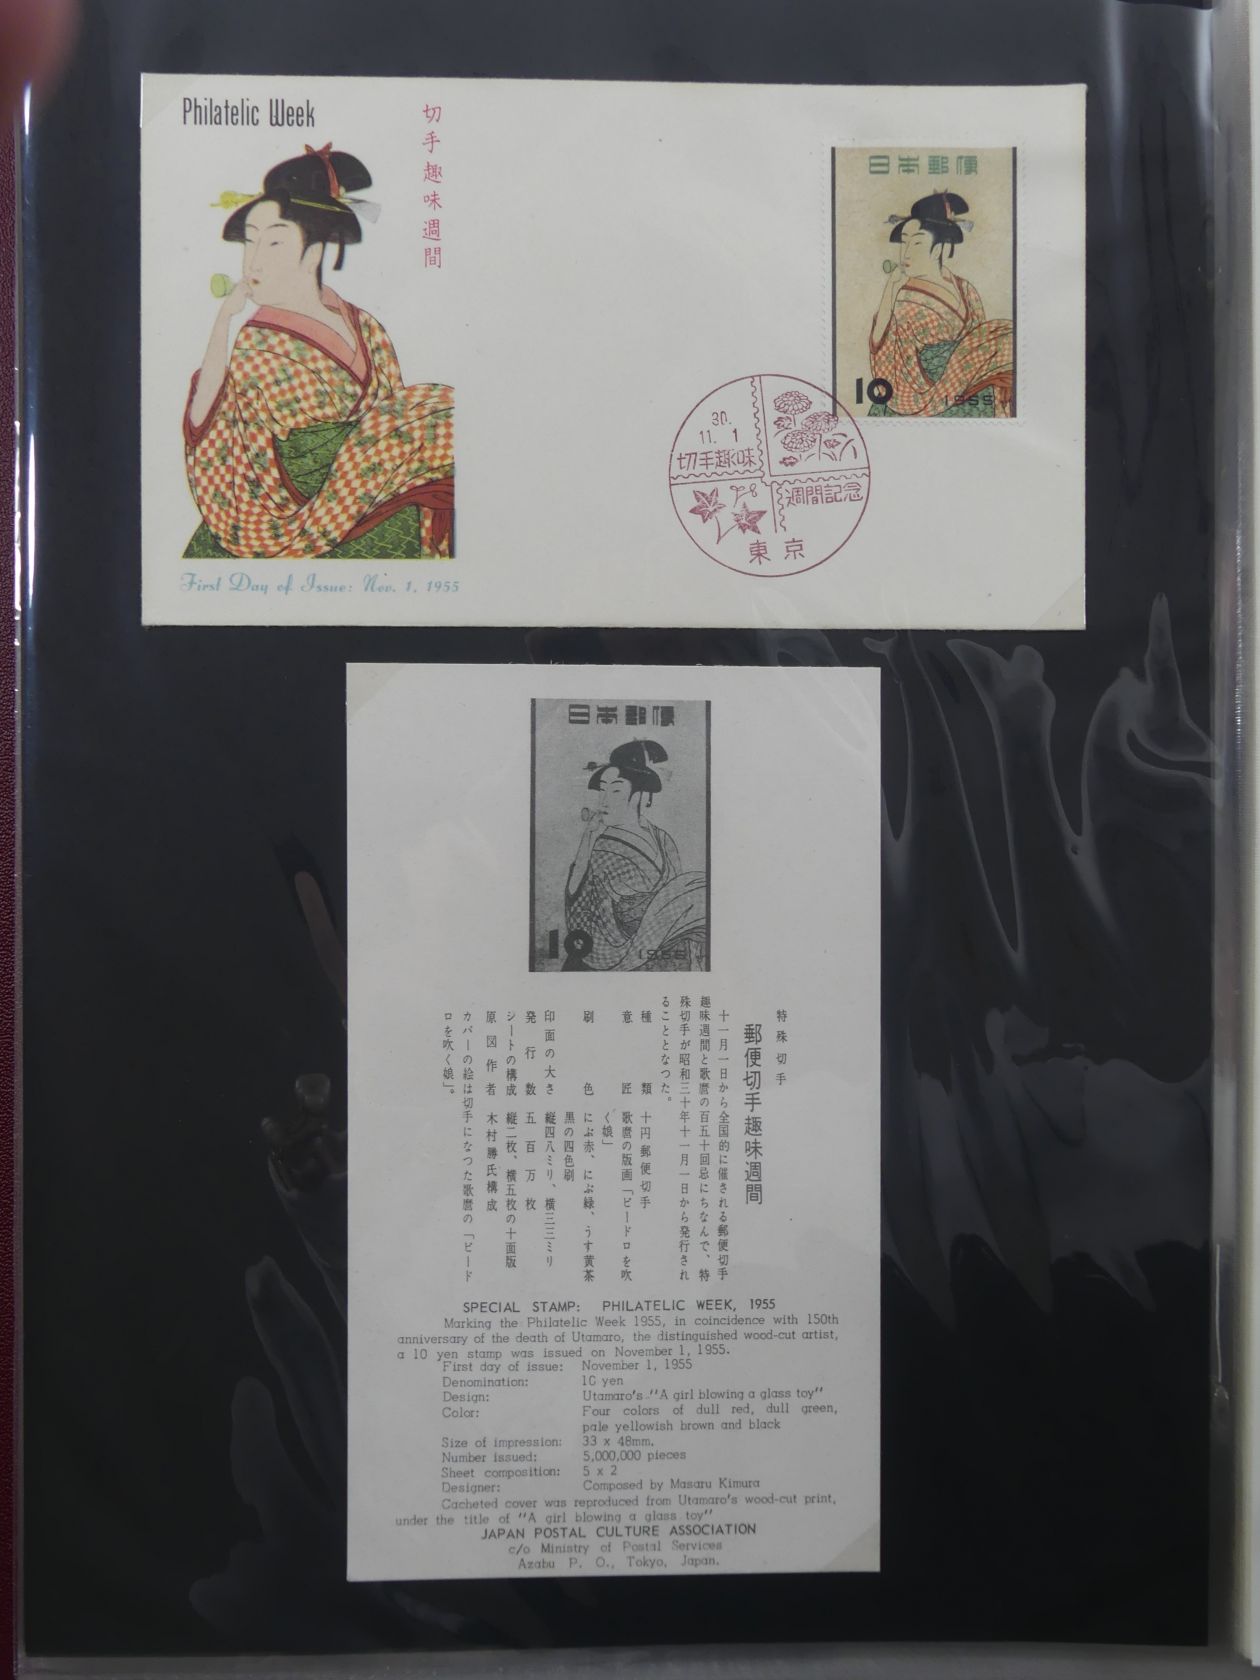 Philatelic Week
切手趣味週間
日本郵便
10
1955
30.
11. 1
切手趣味
週間記念
東京
First Day of Issue: Nov. 1, 1955
日本郵便
10
1955
特殊切手
郵便切手趣味週間
十一月一日から全国的に催される郵便切手
趣味週間と歌麿の百五十回忌にちなんで、特
殊切手が昭和三十年十一月一日から発行され
ることとなつた。
種類 十円郵便切手
意匠 歌麿の版画「ビードロを吹
く娘」
刷色 にぶ赤、にぶ緑、うす黄茶
黒の四色刷
印面の大さ 縦四八ミリ、横三三ミリ
発行数 五百万枚
シートの構成 縦二枚、横五枚の十面版
原図作者 木村勝氏構成
カバーの絵は切手になつた歌麿の「ビード
ロを吹く娘」。
SPECIAL STAMP: PHILATELIC WEEK, 1955
Marking the Philatelic Week 1955, in coincidence with 150th
anniversary of the death of Utamaro, the distinguished wood-cut artist,
a 10 yen stamp was issued on November 1, 1955.
First day of issue: November 1, 1955
Denomination: 10 yen
Design: Utamaro's "A girl blowing a glass toy"
Color: Four colors of dull red, dull green,
pale yellowish brown and black
Size of impression: 33 x 48mm.
Number issued: 5,000,000 pieces
Sheet composition: 5 x 2
Designer: Composed by Masaru Kimura
Cacheted cover was reproduced from Utamaro's wood-cut print,
under the title of "A girl blowing a glass toy"
JAPAN POSTAL CULTURE ASSOCIATION
c/o Ministry of Postal Services
Azabu P. O., Tokyo, Japan.